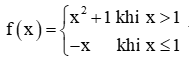 f(x) = { x² + 1 khi x > 1
-x khi x ≤ 1